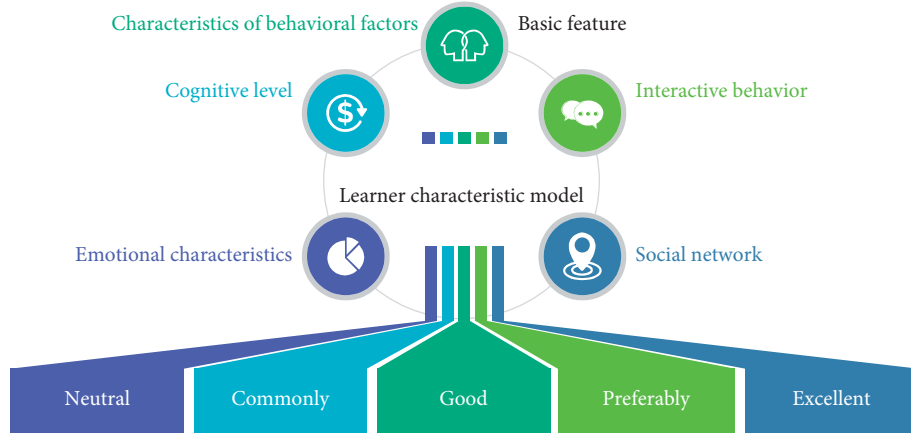 Characteristics of behavioral factors
Basic feature
Cognitive level
Interactive behavior
Learner characteristic model
Emotional characteristics
Social network
Neutral
Commonly
Good
Preferably
Excellent